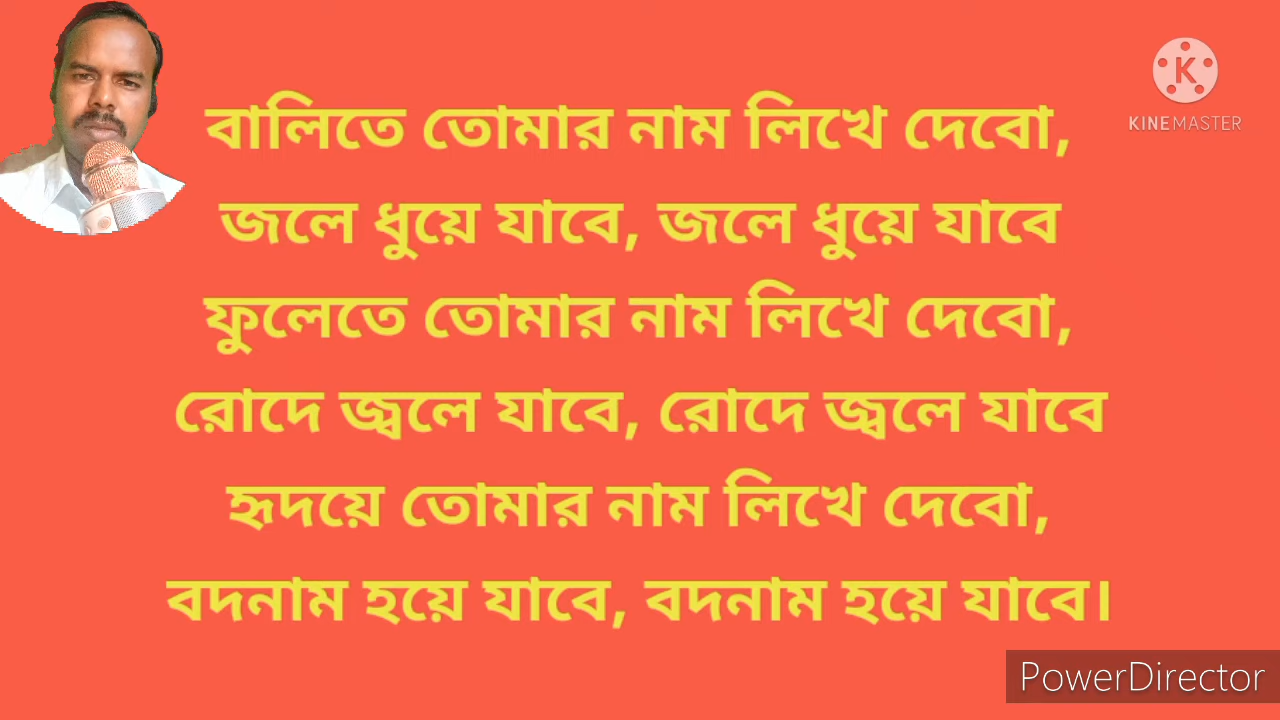 K
KINEMASTER
বালিতে তোমার নাম লিখে দেবো,
জলে ধুয়ে যাবে, জলে ধুয়ে যাবে
ফুলেতে তোমার নাম লিখে দেবো,
রোদে জ্বলে যাবে, রোদে জ্বলে যাবে
হৃদয়ে তোমার নাম লিখে দেবো,
বদনাম হয়ে যাবে, বদনাম হয়ে যাবে।
PowerDirector